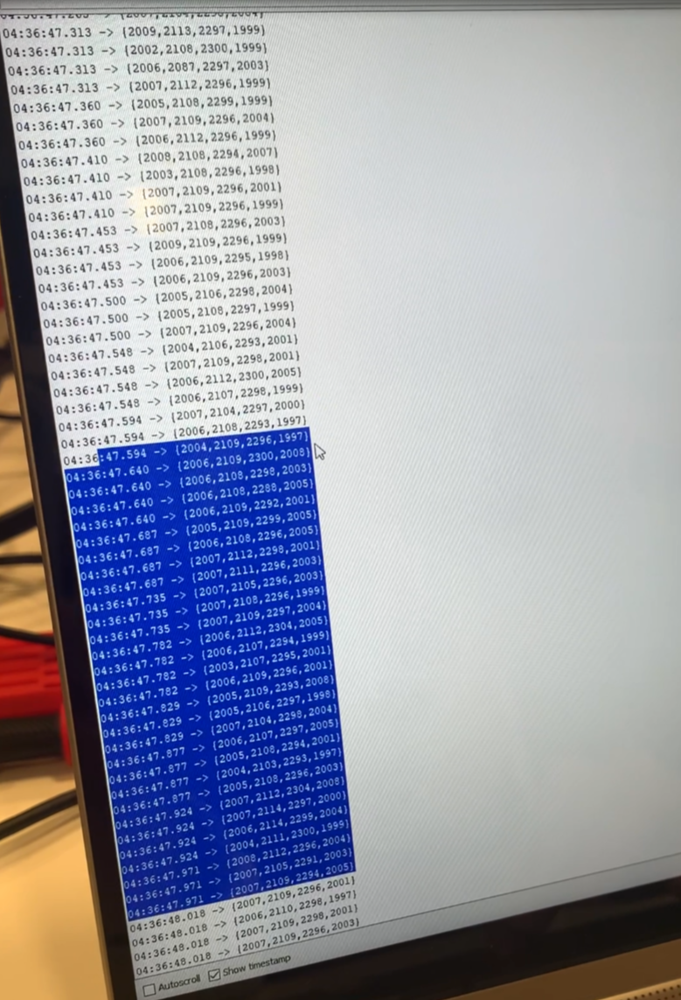 04:36:47.313 -> {2009,2113,2297,1999}
04:36:47.313 -> {2002,2108,2300,1999}
04:36:47.313 -> {2006,2087,2297,2003}
04:36:47.313 -> {2007,2112,2296,1999}
04:36:47.360 -> {2005,2108,2299,1999}
04:36:47.360 -> {2007,2109,2296,2004}
04:36:47.360 -> {2006,2112,2296,1999}
04:36:47.410 -> {2008,2108,2294,2007}
04:36:47.410 -> {2003,2108,2296,1998}
04:36:47.410 -> {2007,2109,2296,2001}
04:36:47.410 -> {2007,2109,2296,1999}
04:36:47.453 -> {2007,2108,2296,2003}
04:36:47.453 -> {2009,2109,2296,1999}
04:36:47.453 -> {2006,2109,2295,1998}
04:36:47.453 -> {2006,2109,2296,2003}
04:36:47.500 -> {2005,2106,2298,2004}
04:36:47.500 -> {2005,2108,2297,1999}
04:36:47.500 -> {2007,2109,2296,2004}
04:36:47.548 -> {2004,2106,2293,2001}
04:36:47.548 -> {2007,2109,2298,2001}
04:36:47.548 -> {2006,2112,2300,2005}
04:36:47.548 -> {2006,2107,2298,1999}
04:36:47.594 -> {2007,2104,2297,2000}
04:36:47.594 -> {2006,2108,2293,1997}
04:36:47.594 -> {2004,2109,2296,1997}
04:36:47.640 -> {2006,2109,2300,2008}
04:36:47.640 -> {2006,2108,2298,2003}
04:36:47.640 -> {2006,2108,2288,2005}
04:36:47.640 -> {2006,2109,2292,2001}
04:36:47.687 -> {2005,2109,2299,2005}
04:36:47.687 -> {2006,2108,2296,2005}
04:36:47.687 -> {2007,2112,2298,2001}
04:36:47.687 -> {2007,2111,2296,2003}
04:36:47.735 -> {2007,2105,2296,2003}
04:36:47.735 -> {2007,2108,2296,1999}
04:36:47.735 -> {2007,2109,2297,2004}
04:36:47.782 -> {2006,2112,2304,2005}
04:36:47.782 -> {2006,2107,2294,1999}
04:36:47.782 -> {2003,2107,2295,2001}
04:36:47.782 -> {2006,2109,2296,2001}
04:36:47.829 -> {2005,2109,2293,2008}
04:36:47.829 -> {2005,2106,2297,1998}
04:36:47.829 -> {2007,2104,2298,2004}
04:36:47.877 -> {2006,2107,2297,2005}
04:36:47.877 -> {2005,2108,2294,2001}
04:36:47.877 -> {2004,2103,2293,1997}
04:36:47.877 -> {2005,2108,2296,2003}
04:36:47.924 -> {2007,2112,2304,2008}
04:36:47.924 -> {2007,2114,2297,2000}
04:36:47.924 -> {2006,2114,2299,2004}
04:36:47.924 -> {2004,2111,2300,1999}
04:36:47.971 -> {2008,2112,2296,2004}
04:36:47.971 -> {2007,2105,2291,2003}
04:36:47.971 -> {2007,2109,2294,2005}
04:36:48.018 -> {2007,2109,2296,2001}
04:36:48.018 -> {2006,2110,2298,1997}
04:36:48.018 -> {2007,2109,2298,2001}
04:36:48.018 -> {2007,2109,2296,2003}
Autoscroll Show timestamp